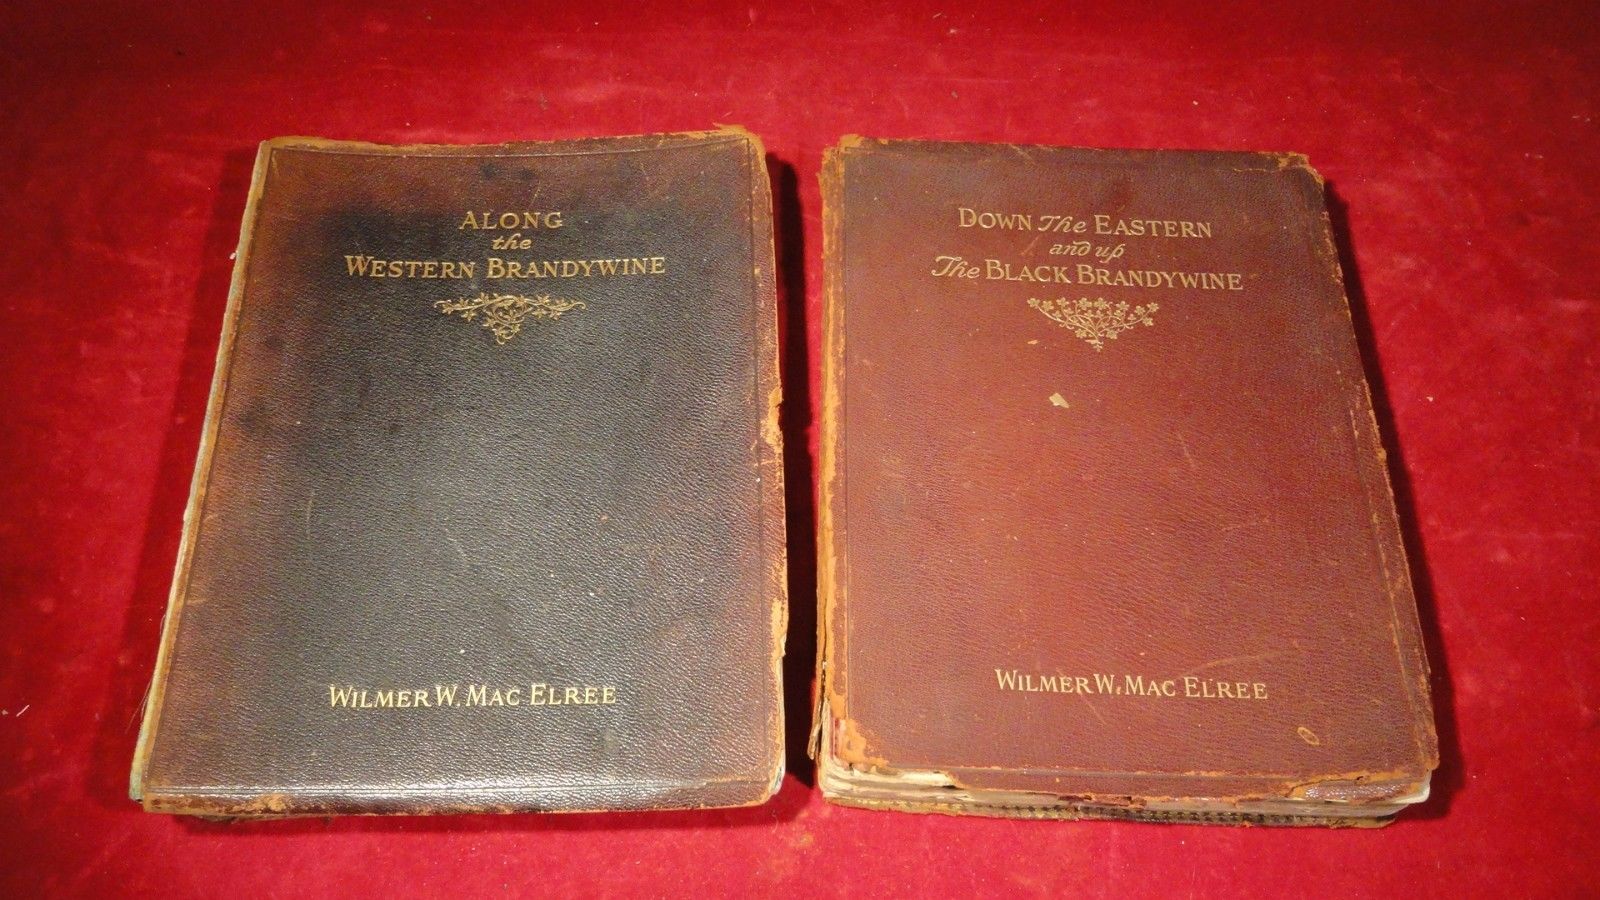 ALONG
the
WESTERN BRANDYWINE
WILMER W. MAC ELREE
DOWN The EASTERN
and up
The BLACK BRANDYWINE
WILMER W. MAC ELREE